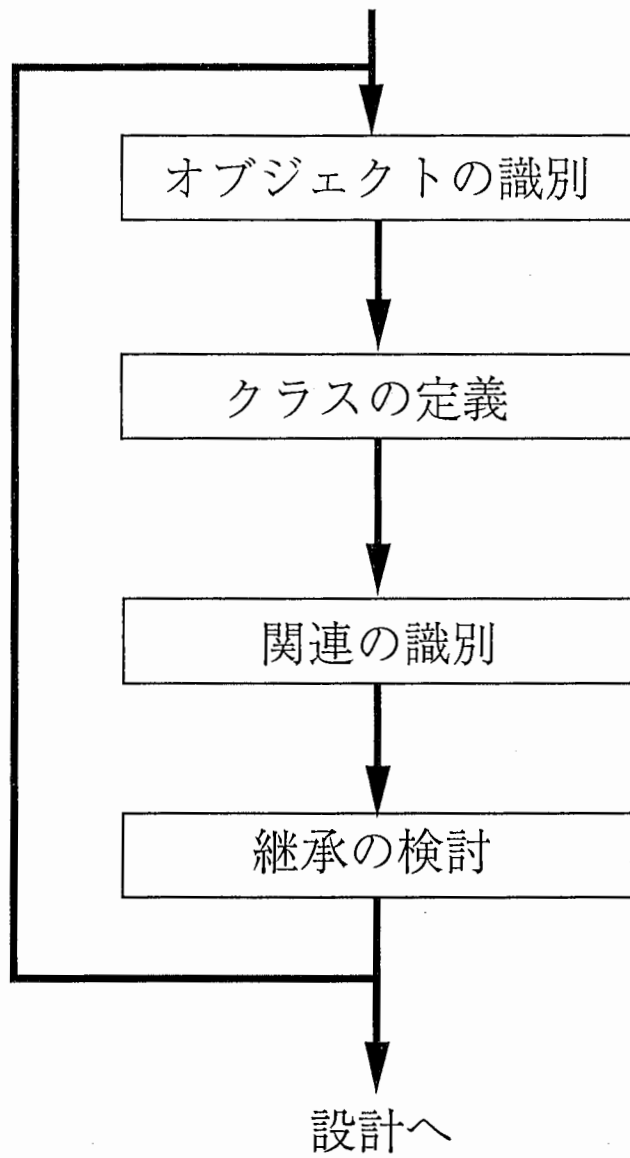 オブジェクトの識別
クラスの定義
関連の識別
継承の検討
設計へ